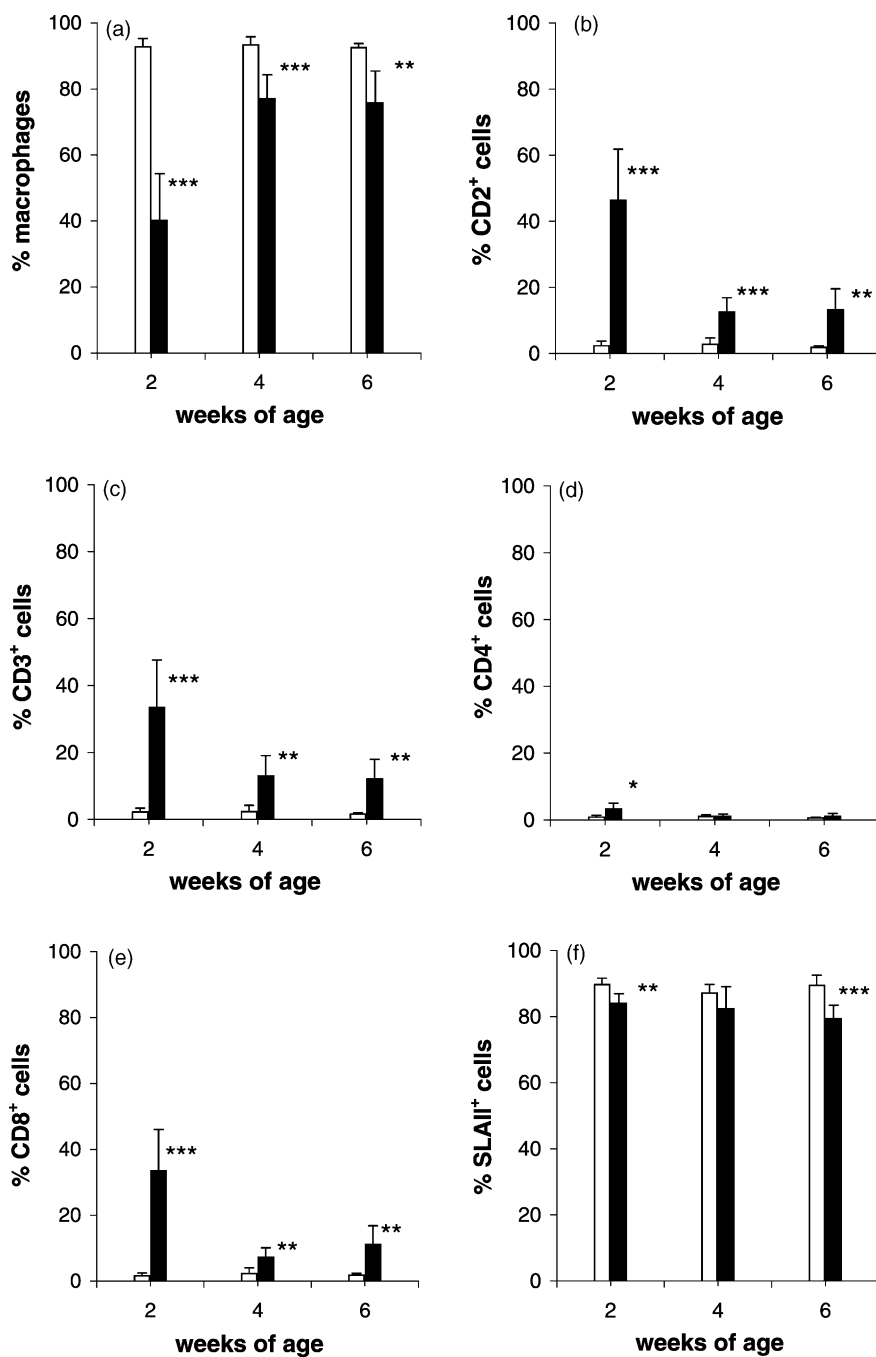 (a)
100
80
60
40
20
0
% macrophages
***
***
**
2 4 6
weeks of age
(b)
100
80
60
40
20
0
% CD2⁺ cells
***
***
**
2 4 6
weeks of age
(c)
100
80
60
40
20
0
% CD3⁺ cells
***
**
**
2 4 6
weeks of age
(d)
100
80
60
40
20
0
% CD4⁺ cells
*
2 4 6
weeks of age
(e)
100
80
60
40
20
0
% CD8⁺ cells
***
**
**
2 4 6
weeks of age
(f)
100
80
60
40
20
0
% SLAII⁺ cells
**
***
2 4 6
weeks of age